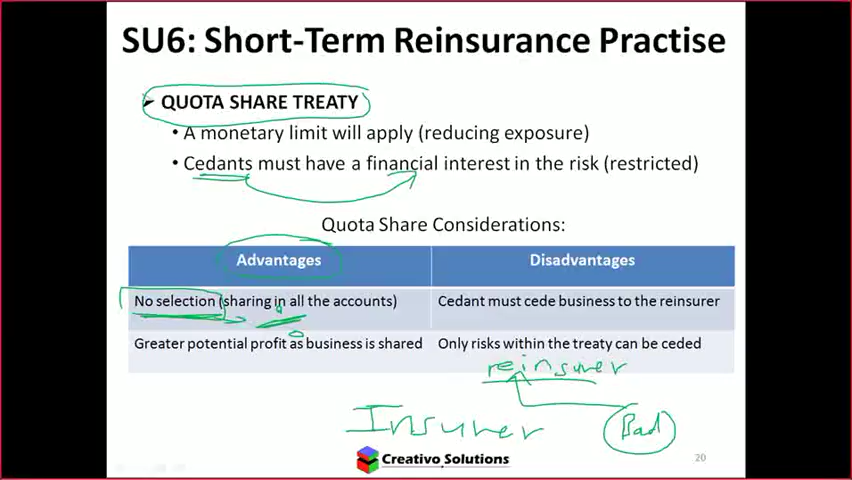 SU6: Short-Term Reinsurance Practise
➢ QUOTA SHARE TREATY
• A monetary limit will apply (reducing exposure)
• Cedants must have a financial interest in the risk (restricted)
Quota Share Considerations:
Advantages Disadvantages
No selection (sharing in all the accounts) Cedant must cede business to the reinsurer
Greater potential profit as business is shared Only risks within the treaty can be ceded
reinsurer
Insurer Bad
Creativo Solutions 20